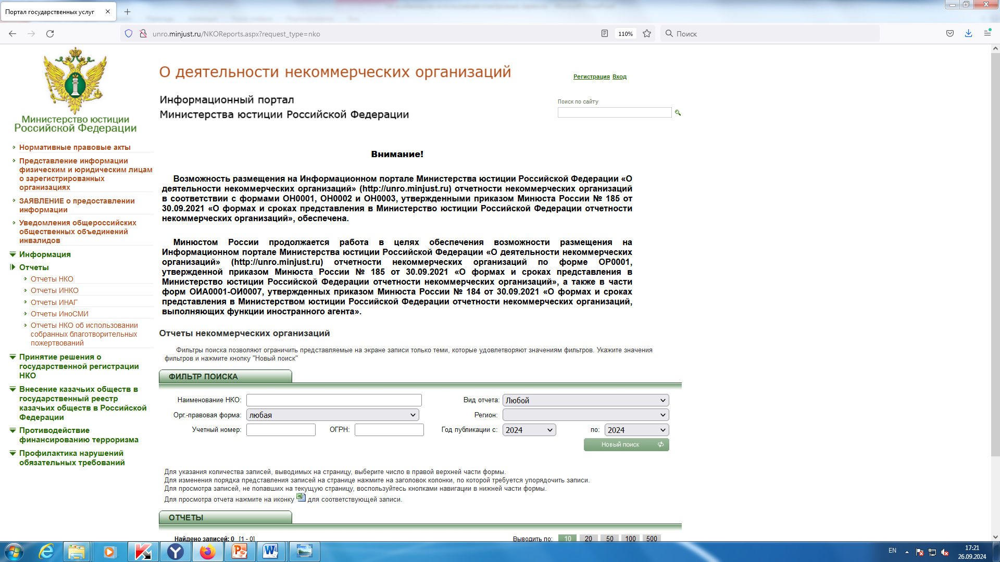 Портал государственных услуг
unro.minjust.ru/NKOReports.aspx?request_type=nko
110%
Поиск
Министерство юстиции
Российской Федерации
О деятельности некоммерческих организаций
Информационный портал
Министерства юстиции Российской Федерации
Регистрация Вход
Поиск по сайту
Нормативные правовые акты
Представление информации
физическим и юридическим лицам
о зарегистрированных
организациях
ЗАЯВЛЕНИЕ о предоставлении
информации
Уведомления общероссийских
общественных объединений
инвалидов
Информация
Отчеты
Отчеты НКО
Отчеты ИНКО
Отчеты ИНАГ
Отчеты ИноСМИ
Отчеты НКО об использовании
собранных благотворительных
пожертвований
Принятие решения о
государственной регистрации
НКО
Внесение казачьих обществ в
государственный реестр
казачьих обществ в Российской
Федерации
Противодействие
финансированию терроризма
Профилактика нарушений
обязательных требований
Внимание!
Возможность размещения на Информационном портале Министерства юстиции Российской Федерации «О
деятельности некоммерческих организаций» (http://unro.minjust.ru) отчетности некоммерческих организаций
в соответствии с формами ОН0001, ОН0002 и ОН0003, утвержденными приказом Минюста России № 185 от
30.09.2021 «О формах и сроках представления в Министерство юстиции Российской Федерации отчетности
некоммерческих организаций», обеспечена.
Минюстом России продолжается работа в целях обеспечения возможности размещения на
Информационном портале Министерства юстиции Российской Федерации «О деятельности некоммерческих
организаций» (http://unro.minjust.ru) отчетности некоммерческих организаций по форме ОР0001,
утвержденной приказом Минюста России № 185 от 30.09.2021 «О формах и сроках представления в
Министерство юстиции Российской Федерации отчетности некоммерческих организаций», а также в части
форм ОИА0001-ОИ0007, утвержденных приказом Минюста России № 184 от 30.09.2021 «О формах и сроках
представления в Министерством юстиции Российской Федерации отчетности некоммерческих организаций,
выполняющих функции иностранного агента».
Отчеты некоммерческих организаций
Фильтры поиска позволяют ограничить представляемые на экране записи только теми, которые удовлетворяют значениям фильтров. Укажите значения
фильтров и нажмите кнопку "Новый поиск"
ФИЛЬТР ПОИСКА
Наименование НКО: Вид отчета: Любой
Орг.-правовая форма: любая Регион:
Учетный номер: ОГРН: Год публикации с: 2024 по: 2024
Новый поиск
Для указания количества записей, выводимых на страницу, выберите число в правой верхней части формы.
Для изменения порядка представления записей на странице нажмите на заголовок колонки, по которой требуется упорядочить записи.
Для просмотра записей, не попавших на текущую страницу, воспользуйтесь кнопками навигации в нижней части формы.
Для просмотра отчета нажмите на иконку для соответствующей записи.
ОТЧЕТЫ
Найдено записей: 0 [1 - 0] Выводить по: 10 20 50 100 500
EN
17:21
26.09.2024